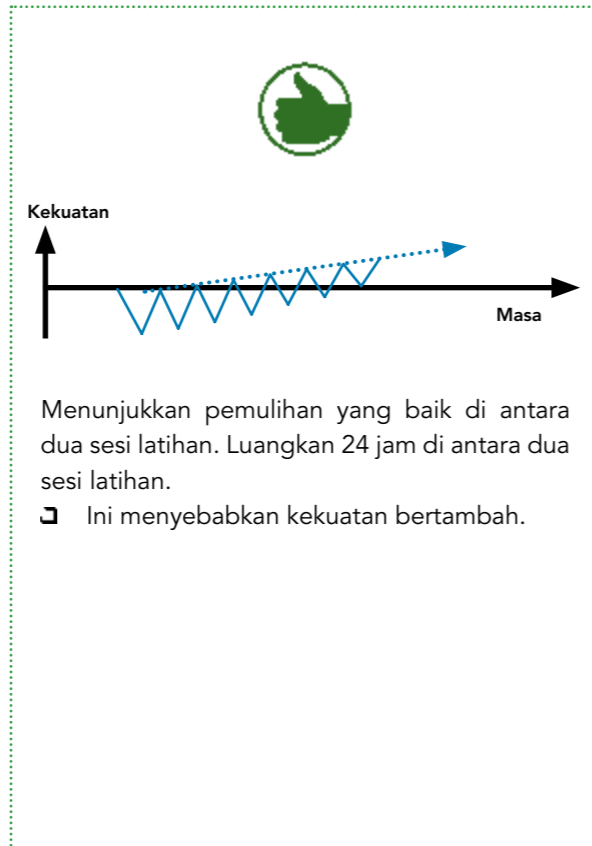 Kekuatan
Masa
Menunjukkan pemulihan yang baik di antara
dua sesi latihan. Luangkan 24 jam di antara dua
sesi latihan.
Ini menyebabkan kekuatan bertambah.